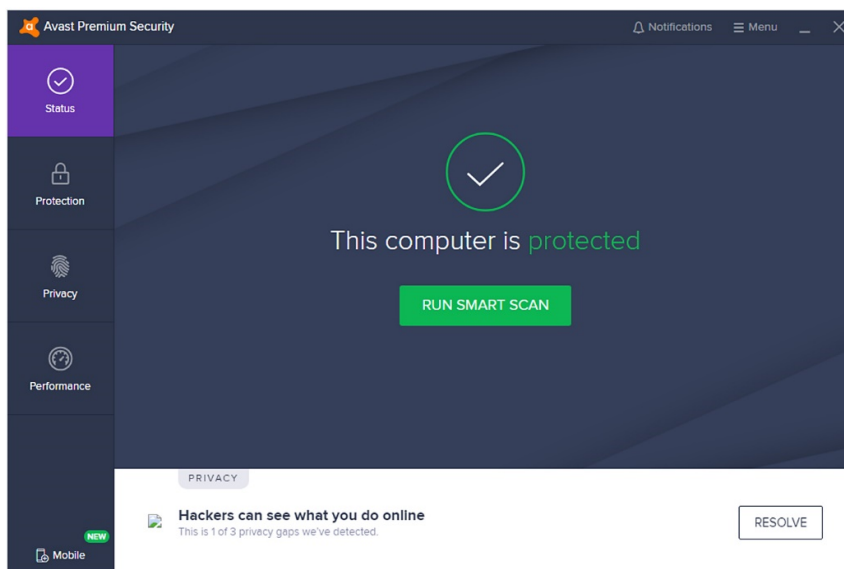 Avast Premium Security
Notifications
Menu
Status
Protection
Privacy
Performance
NEW
Mobile
This computer is protected
RUN SMART SCAN
PRIVACY
Hackers can see what you do online
This is 1 of 3 privacy gaps we've detected.
RESOLVE